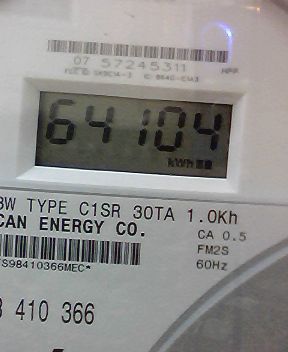 07 57245311
64104
kWh
3W TYPE C1SR 30TA 1.0Kh
CAN ENERGY CO.
CA 0.5
FM2S
60Hz
S98410366MEC*
410 366